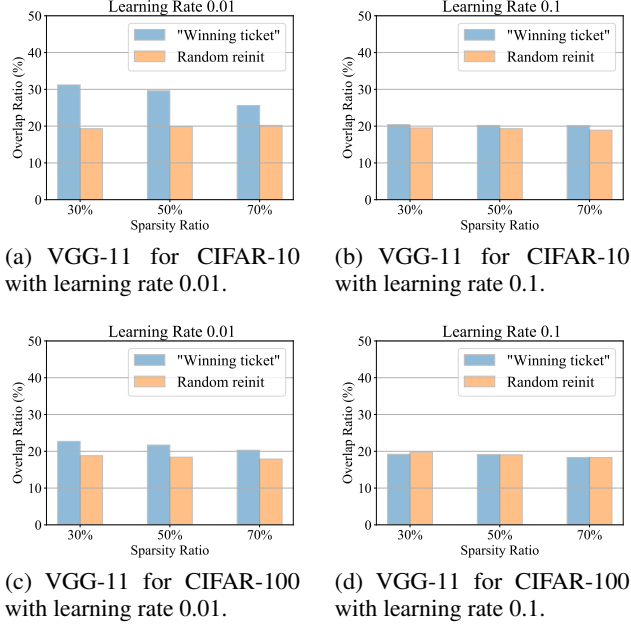 Learning Rate 0.01
Overlap Ratio (%)
50
40
30
20
10
0
"Winning ticket"
Random reinit
30%
50%
70%
Sparsity Ratio
(a) VGG-11 for CIFAR-10
with learning rate 0.01.
Learning Rate 0.1
Overlap Ratio (%)
50
40
30
20
10
0
"Winning ticket"
Random reinit
30%
50%
70%
Sparsity Ratio
(b) VGG-11 for CIFAR-10
with learning rate 0.1.
Learning Rate 0.01
Overlap Ratio (%)
50
40
30
20
10
0
"Winning ticket"
Random reinit
30%
50%
70%
Sparsity Ratio
(c) VGG-11 for CIFAR-100
with learning rate 0.01.
Learning Rate 0.1
Overlap Ratio (%)
50
40
30
20
10
0
"Winning ticket"
Random reinit
30%
50%
70%
Sparsity Ratio
(d) VGG-11 for CIFAR-100
with learning rate 0.1.